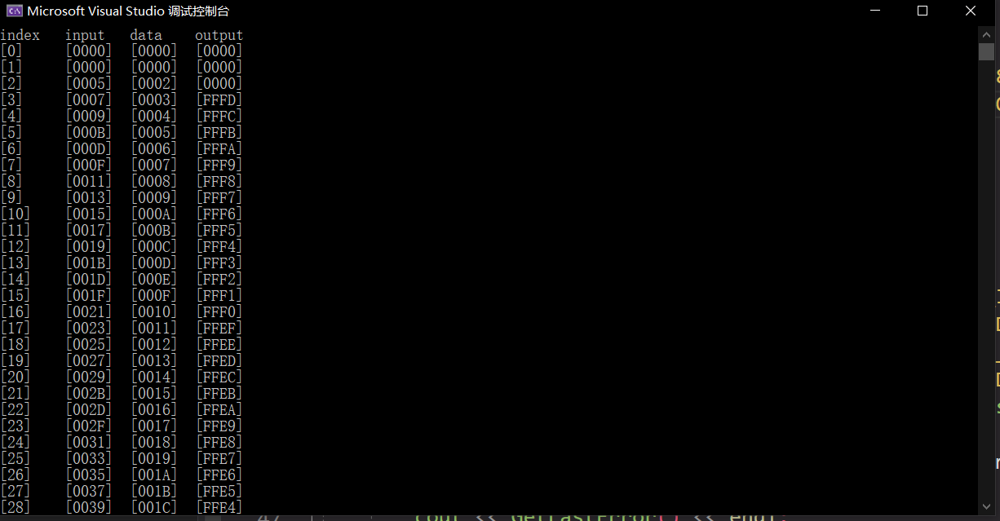 Microsoft Visual Studio 调试控制台
index input data output
[0] [0000] [0000] [0000]
[1] [0000] [0000] [0000]
[2] [0005] [0002] [0000]
[3] [0007] [0003] [FFFD]
[4] [0009] [0004] [FFFC]
[5] [000B] [0005] [FFFB]
[6] [000D] [0006] [FFFA]
[7] [000F] [0007] [FFF9]
[8] [0011] [0008] [FFF8]
[9] [0013] [0009] [FFF7]
[10] [0015] [000A] [FFF6]
[11] [0017] [000B] [FFF5]
[12] [0019] [000C] [FFF4]
[13] [001B] [000D] [FFF3]
[14] [001D] [000E] [FFF2]
[15] [001F] [000F] [FFF1]
[16] [0021] [0010] [FFF0]
[17] [0023] [0011] [FFEF]
[18] [0025] [0012] [FFEE]
[19] [0027] [0013] [FFED]
[20] [0029] [0014] [FFEC]
[21] [002B] [0015] [FFEB]
[22] [002D] [0016] [FFEA]
[23] [002F] [0017] [FFE9]
[24] [0031] [0018] [FFE8]
[25] [0033] [0019] [FFE7]
[26] [0035] [001A] [FFE6]
[27] [0037] [001B] [FFE5]
[28] [0039] [001C] [FFE4]